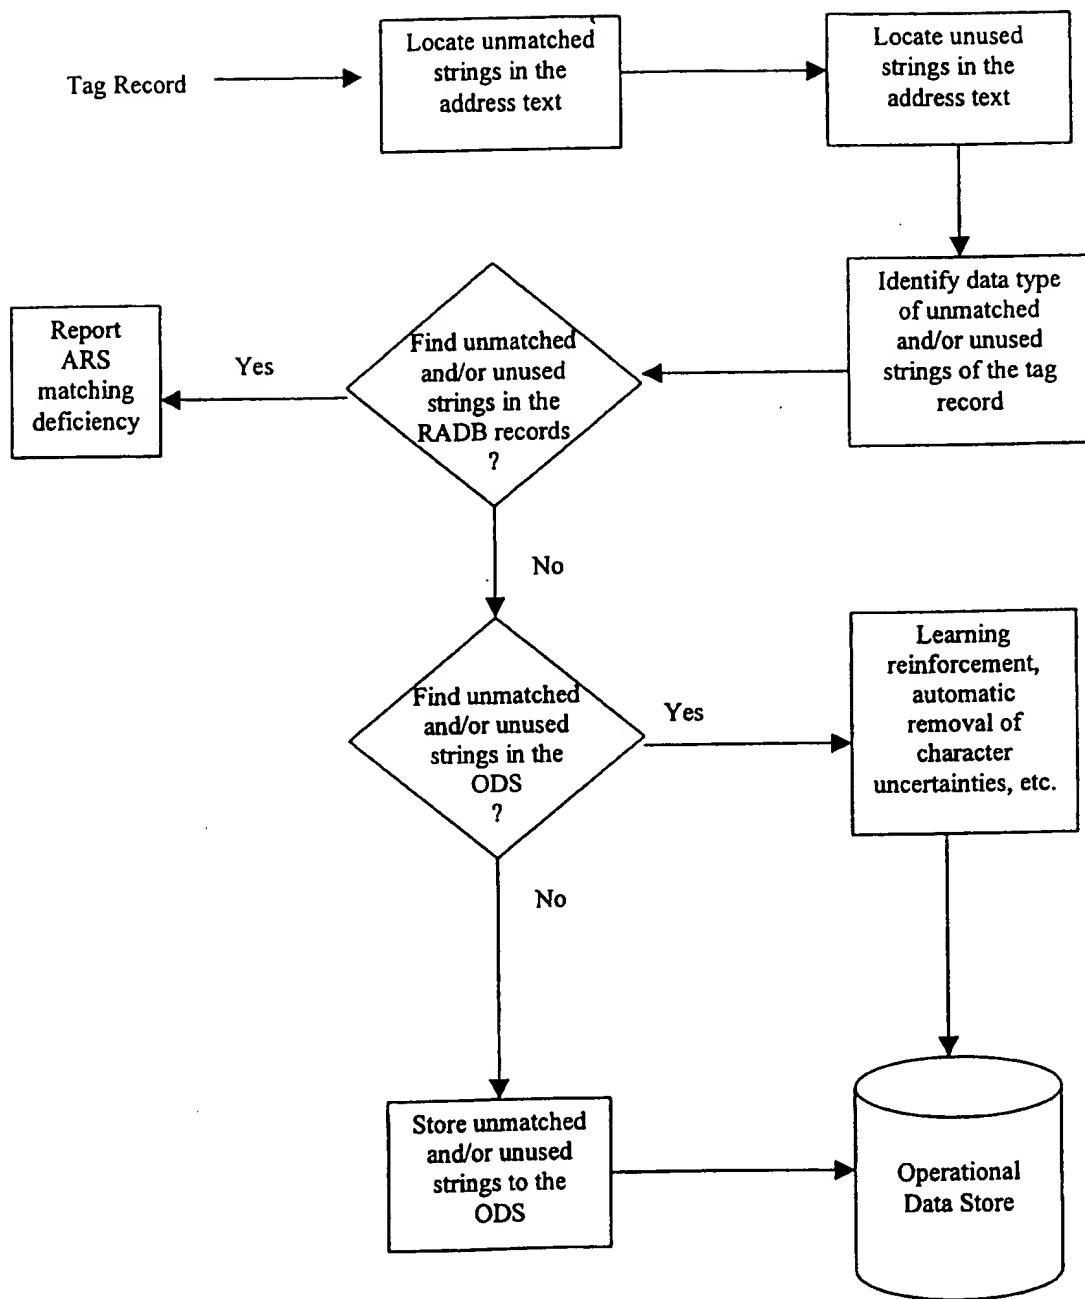 Tag Record
Locate unmatched
strings in the
address text
Locate unused
strings in the
address text
Identify data type
of unmatched
and/or unused
strings of the tag
record
Find unmatched
and/or unused
strings in the
RADB records
?
Yes
Report
ARS
matching
deficiency
No
Find unmatched
and/or unused
strings in the
ODS
?
Yes
Learning
reinforcement,
automatic
removal of
character
uncertainties, etc.
No
Store unmatched
and/or unused
strings to the
ODS
Operational
Data Store